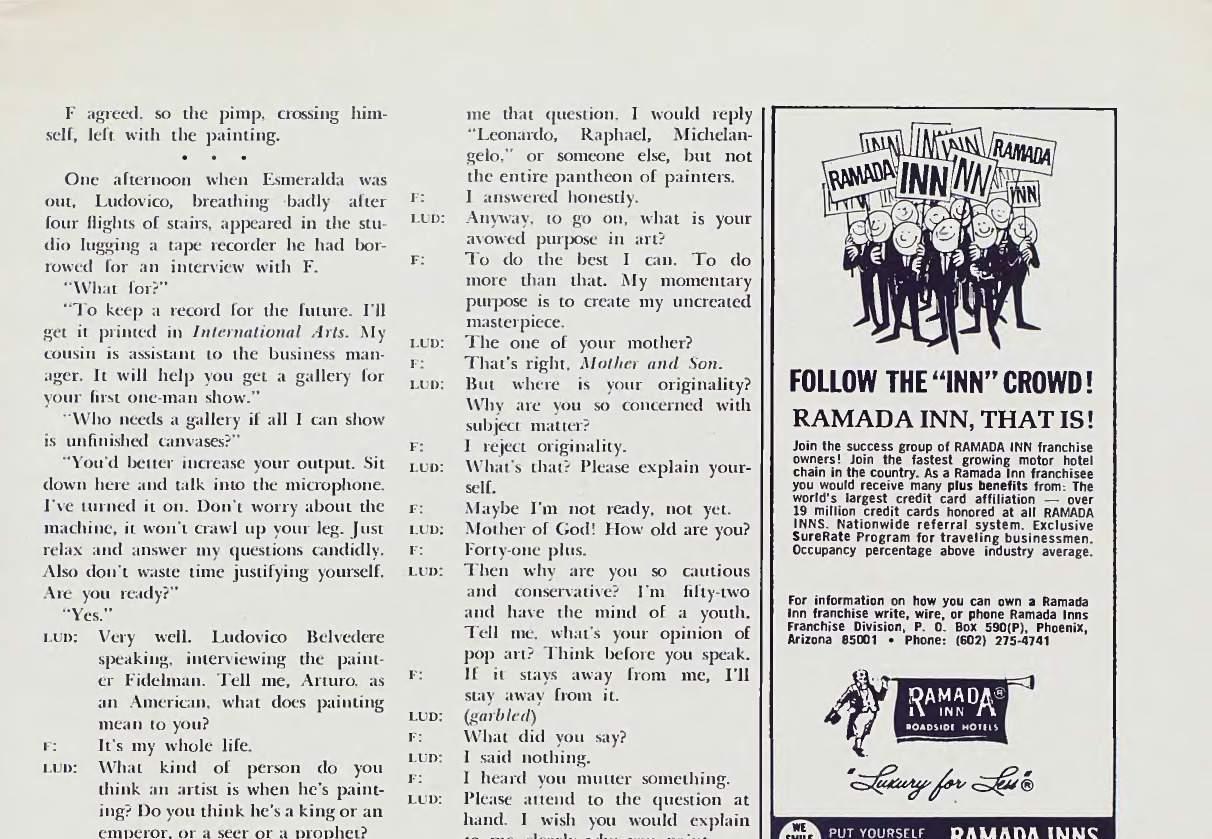 F agreed, so the pimp, crossing him-
self, left with the painting.
• • •
One afternoon when Esmeralda was
out, Ludovico, breathing badly after
four flights of stairs, appeared in the stu-
dio lugging a tape recorder he had bor-
rowed for an interview with F.
"What for?"
"To keep a record for the future. I'll
get it printed in International Arts. My
cousin is assistant to the business man-
ager. It will help you get a gallery for
your first one-man show."
"Who needs a gallery if all I can show
is unfinished canvases?"
"You'd better increase your output. Sit
down here and talk into the microphone.
I've turned it on. Don't worry about the
machine, it won't crawl up your leg. Just
relax and answer my questions candidly.
Also don't waste time justifying yourself.
Are you ready?"
"Yes."
LUD: Very well. Ludovico Belvedere
speaking, interviewing the paint-
er Fidelman. Tell me, Arturo, as
an American, what does painting
mean to you?
F: It's my whole life.
LUD: What kind of person do you
think an artist is when he's paint-
ing? Do you think he's a king or an
emperor, or a seer or a prophet?
me that question, I would reply
"Leonardo, Raphael, Michelan-
gelo," or someone else, but not
the entire pantheon of painters.
F: I answered honestly.
LUD: Anyway, to go on, what is your
avowed purpose in art?
F: To do the best I can. To do
more than that. My momentary
purpose is to create my uncreated
masterpiece.
LUD: The one of your mother?
F: That's right, Mother and Son.
LUD: But where is your originality?
Why are you so concerned with
subject matter?
F: I reject originality.
LUD: What's that? Please explain your-
self.
F: Maybe I'm not ready, not yet.
LUD: Mother of God! How old are you?
F: Forty-one plus.
LUD: Then why are you so cautious
and conservative? I'm fifty-two
and have the mind of a youth.
Tell me, what's your opinion of
pop art? Think before you speak.
F: If it stays away from me, I'll
stay away from it.
LUD: (garbled)
F: What did you say?
LUD: I said nothing.
F: I heard you mutter something.
LUD: Please attend to the question at
hand. I wish you would explain
INN
INN
INN
RAMADA
RAMADA
INN
INN
INN
FOLLOW THE "INN" CROWD!
RAMADA INN, THAT IS!
Join the success group of RAMADA INN franchise
owners! Join the fastest growing motor hotel
chain in the country. As a Ramada Inn franchisee
you would receive many plus benefits from: The
world's largest credit card affiliation — over
19 million credit cards honored at all RAMADA
INNS. Nationwide referral system. Exclusive
SureRate Program for traveling businessmen.
Occupancy percentage above industry average.
For information on how you can own a Ramada
Inn franchise write, wire, or phone Ramada Inns
Franchise Division, P. O. Box 590(P), Phoenix,
Arizona 85001 • Phone: (602) 275-4741
RAMADA®
INN
ROADSIDE HOTELS
"Luxury for Less"®
WE
SMILE
PUT YOURSELF
RAMADA INNS